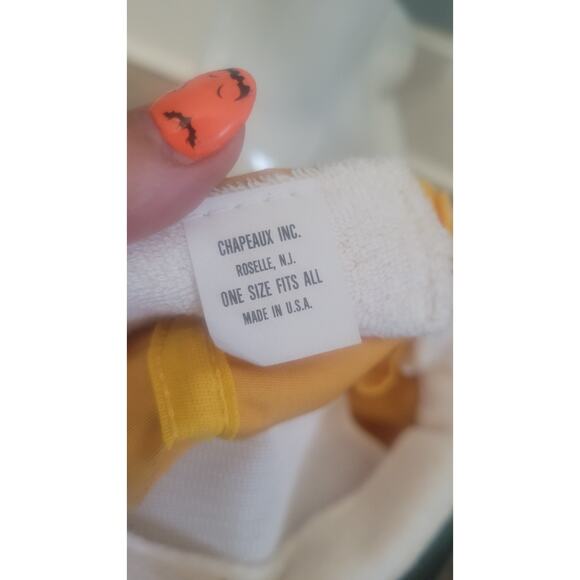 CHAPEAUX INC.
ROSELLE, N.J.
ONE SIZE FITS ALL
MADE IN U.S.A.